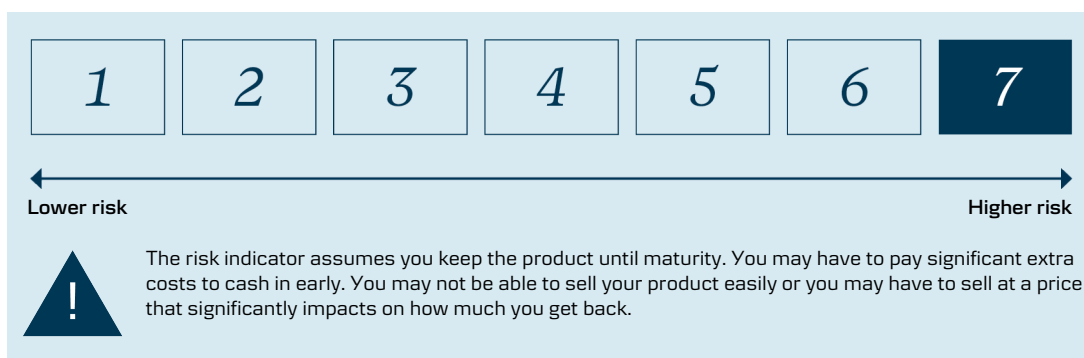 1 2 3 4 5 6 7
Lower risk Higher risk
The risk indicator assumes you keep the product until maturity. You may have to pay significant extra
costs to cash in early. You may not be able to sell your product easily or you may have to sell at a price
! that significantly impacts on how much you get back.